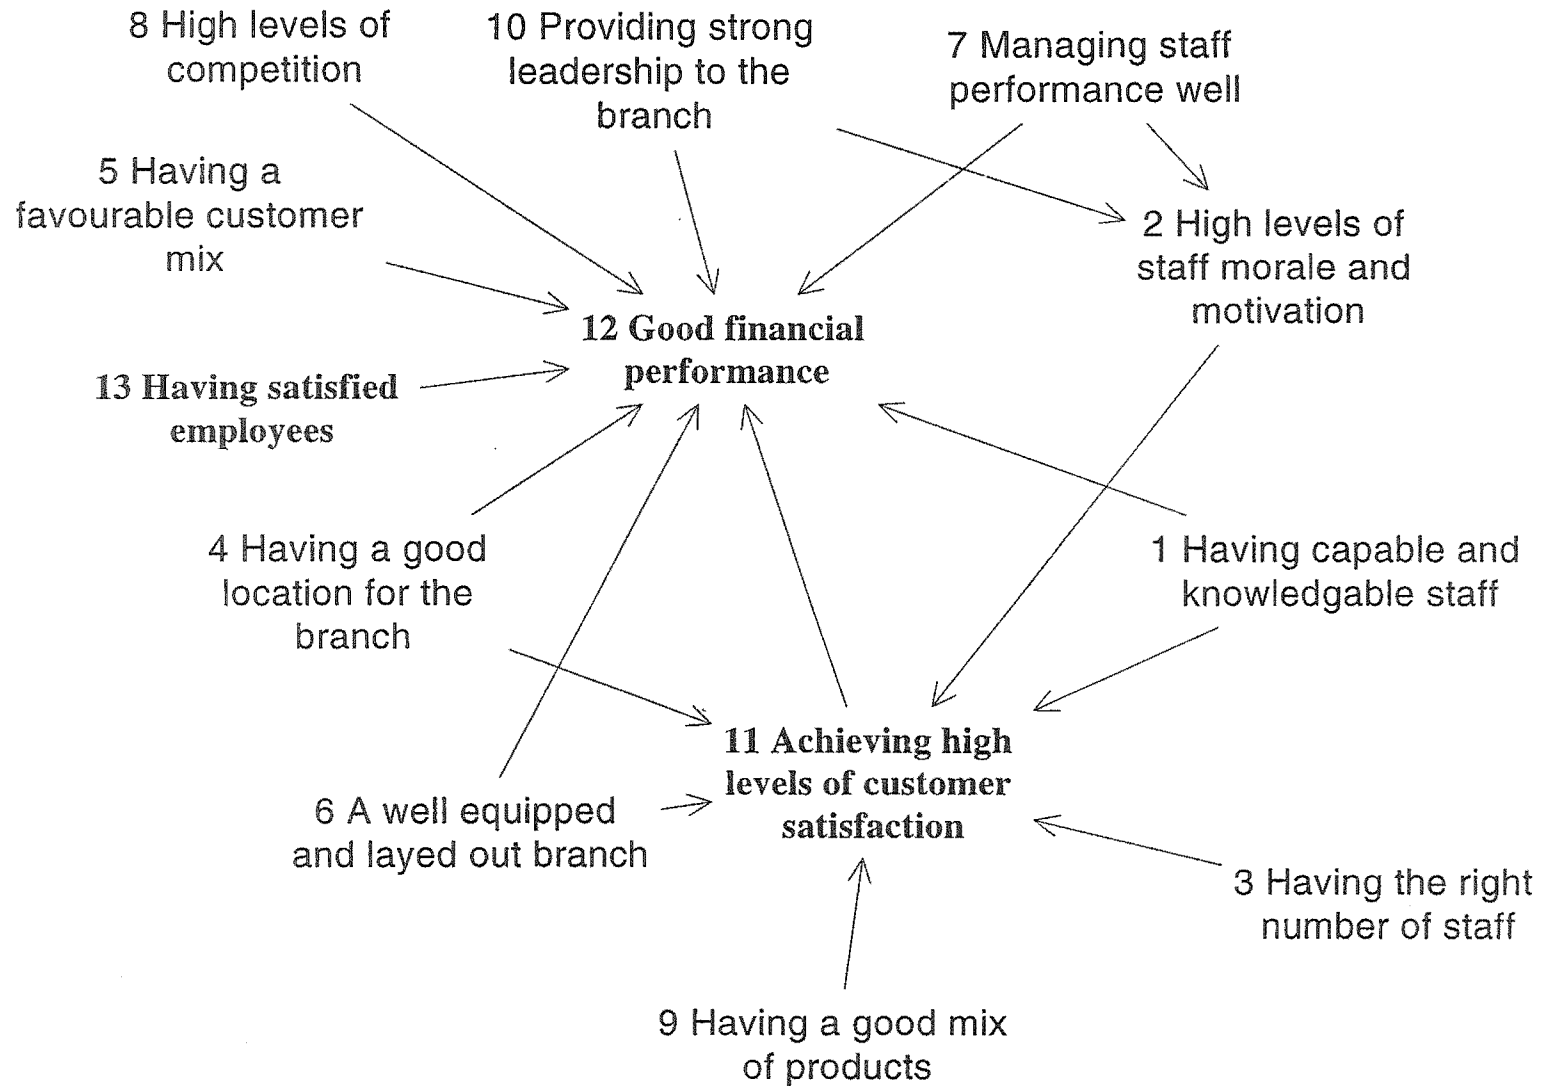 8 High levels of
competition
10 Providing strong
leadership to the
branch
7 Managing staff
performance well
5 Having a
favourable customer
mix
2 High levels of
staff morale and
motivation
12 Good financial
performance
13 Having satisfied
employees
4 Having a good
location for the
branch
1 Having capable and
knowledgable staff
11 Achieving high
levels of customer
satisfaction
6 A well equipped
and layed out branch
3 Having the right
number of staff
9 Having a good mix
of products